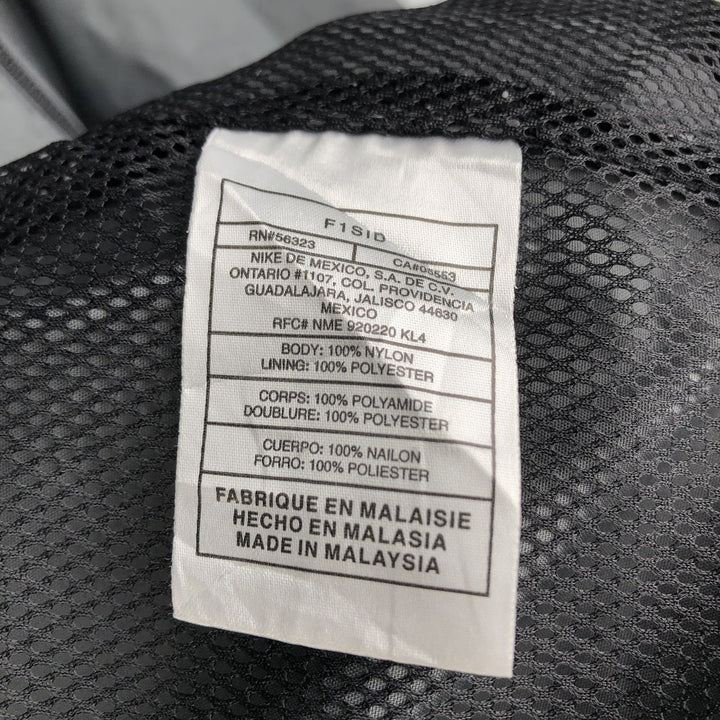 F1SID
RN#56323 CA#05553
NIKE DE MEXICO, S.A. DE C.V.
ONTARIO #1107, COL. PROVIDENCIA
GUADALAJARA, JALISCO 44630
MEXICO
RFC# NME 920220 KL4
BODY: 100% NYLON
LINING: 100% POLYESTER
CORPS: 100% POLYAMIDE
DOUBLURE: 100% POLYESTER
CUERPO: 100% NAILON
FORRO: 100% POLIESTER
FABRIQUE EN MALAISIE
HECHO EN MALASIA
MADE IN MALAYSIA